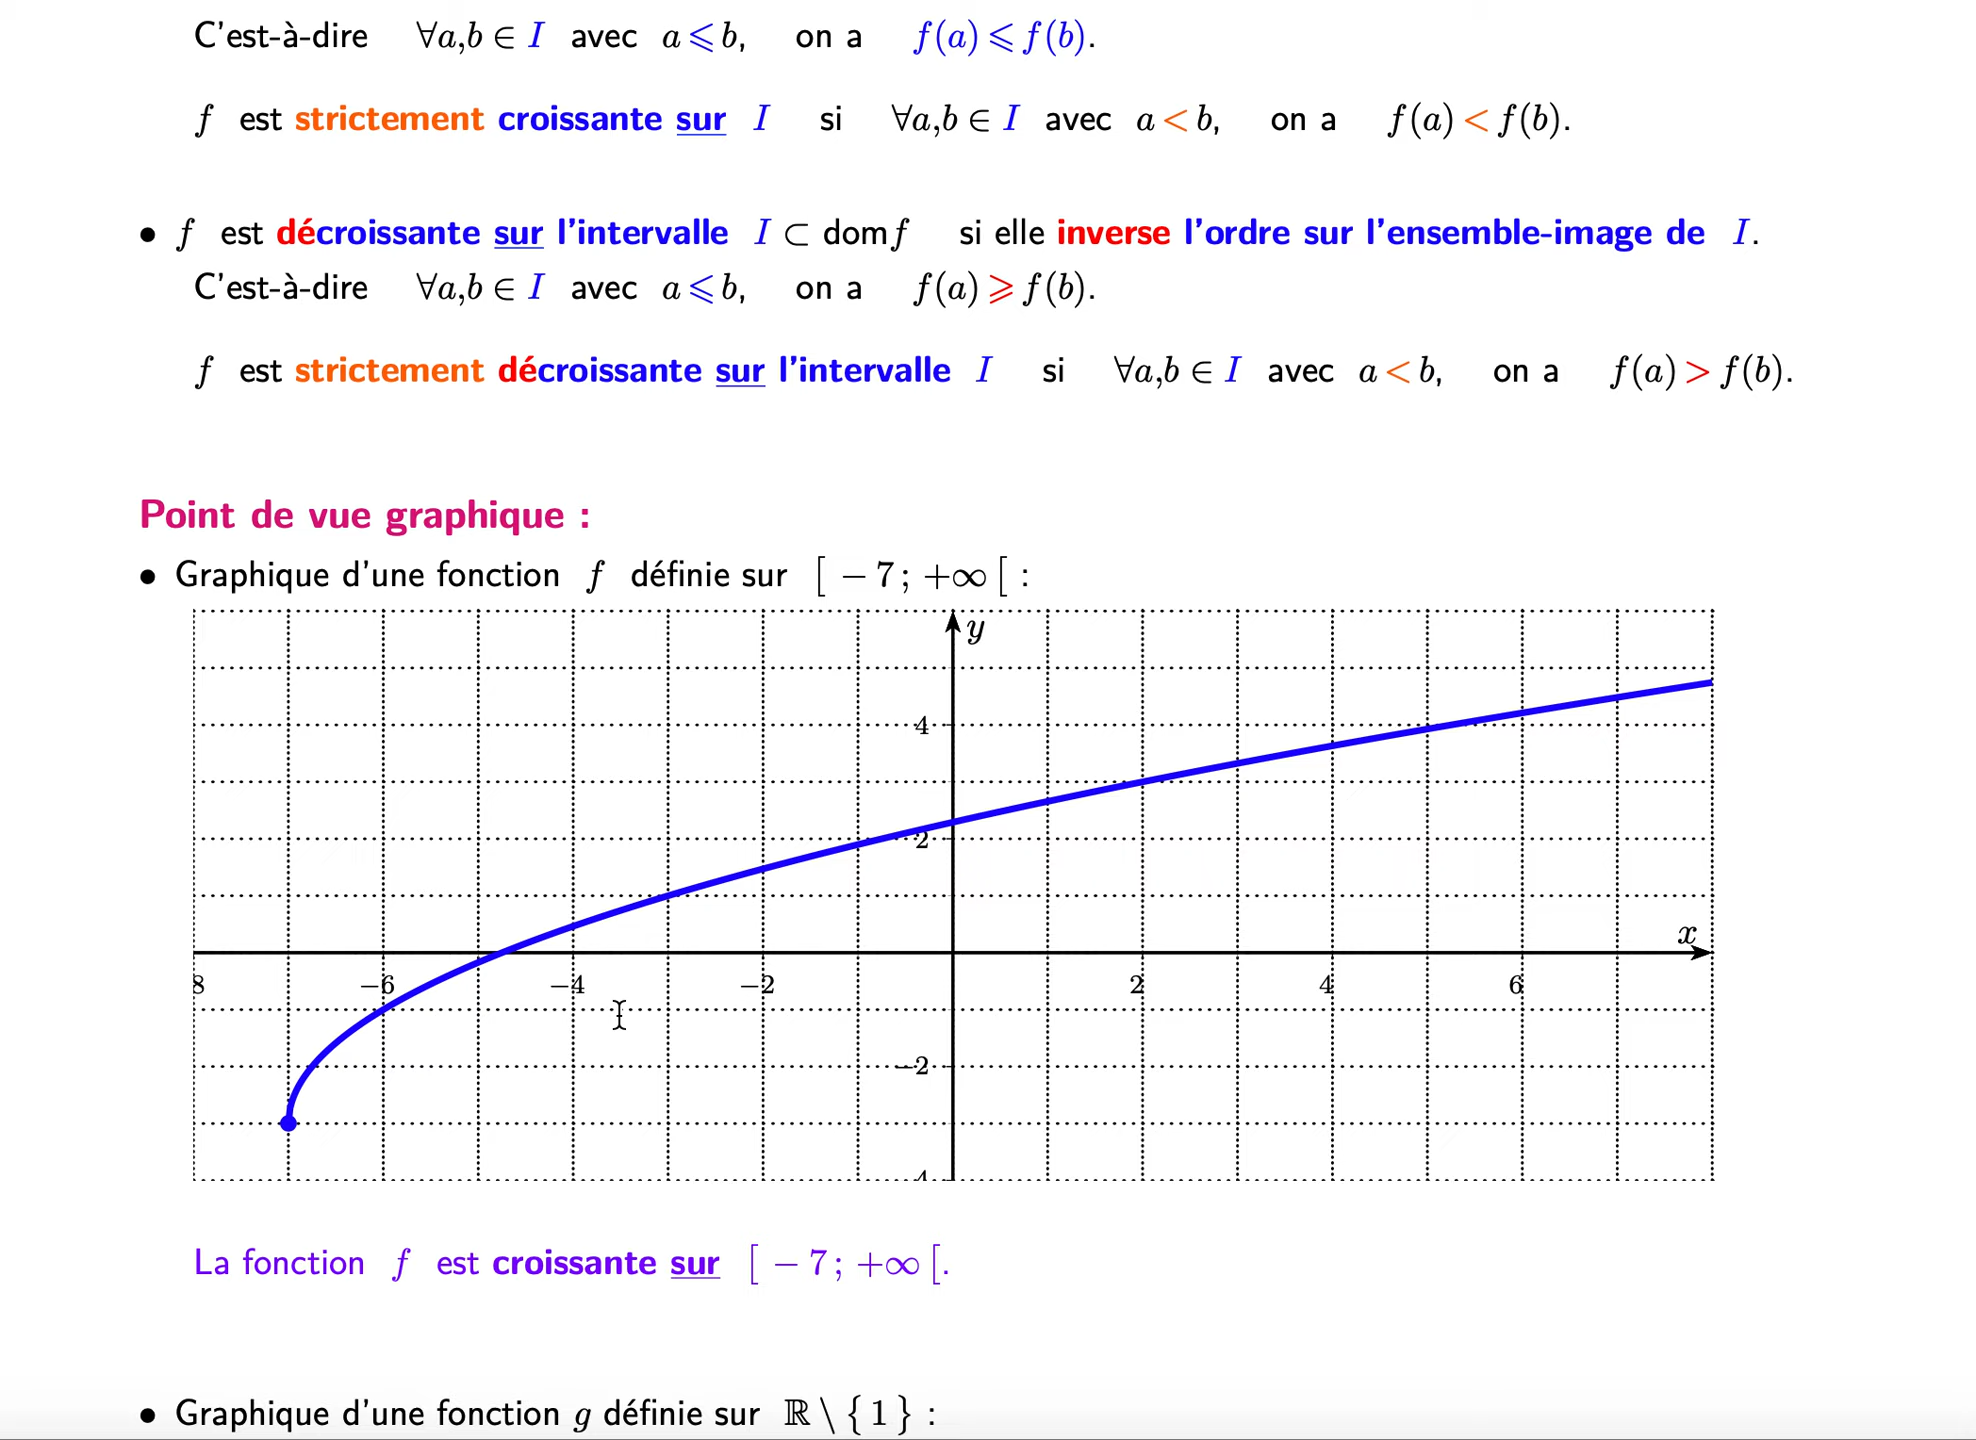 C'est-à-dire ∀a,b ∈ I avec a ⩽ b, on a f(a) ⩽ f(b).
f est strictement croissante sur I si ∀a,b ∈ I avec a < b, on a f(a) < f(b).
• f est décroissante sur l'intervalle I ⊂ domf si elle inverse l'ordre sur l'ensemble-image de I.
C'est-à-dire ∀a,b ∈ I avec a ⩽ b, on a f(a) ⩾ f(b).
f est strictement décroissante sur l'intervalle I si ∀a,b ∈ I avec a < b, on a f(a) > f(b).
Point de vue graphique :
• Graphique d'une fonction f définie sur [ − 7 ; +∞ [ :
y
4
2
x
8 −6 −4 −2 2 4 6
−2
4
La fonction f est croissante sur [ − 7 ; +∞ [.
• Graphique d'une fonction g définie sur ℝ \ { 1 } :